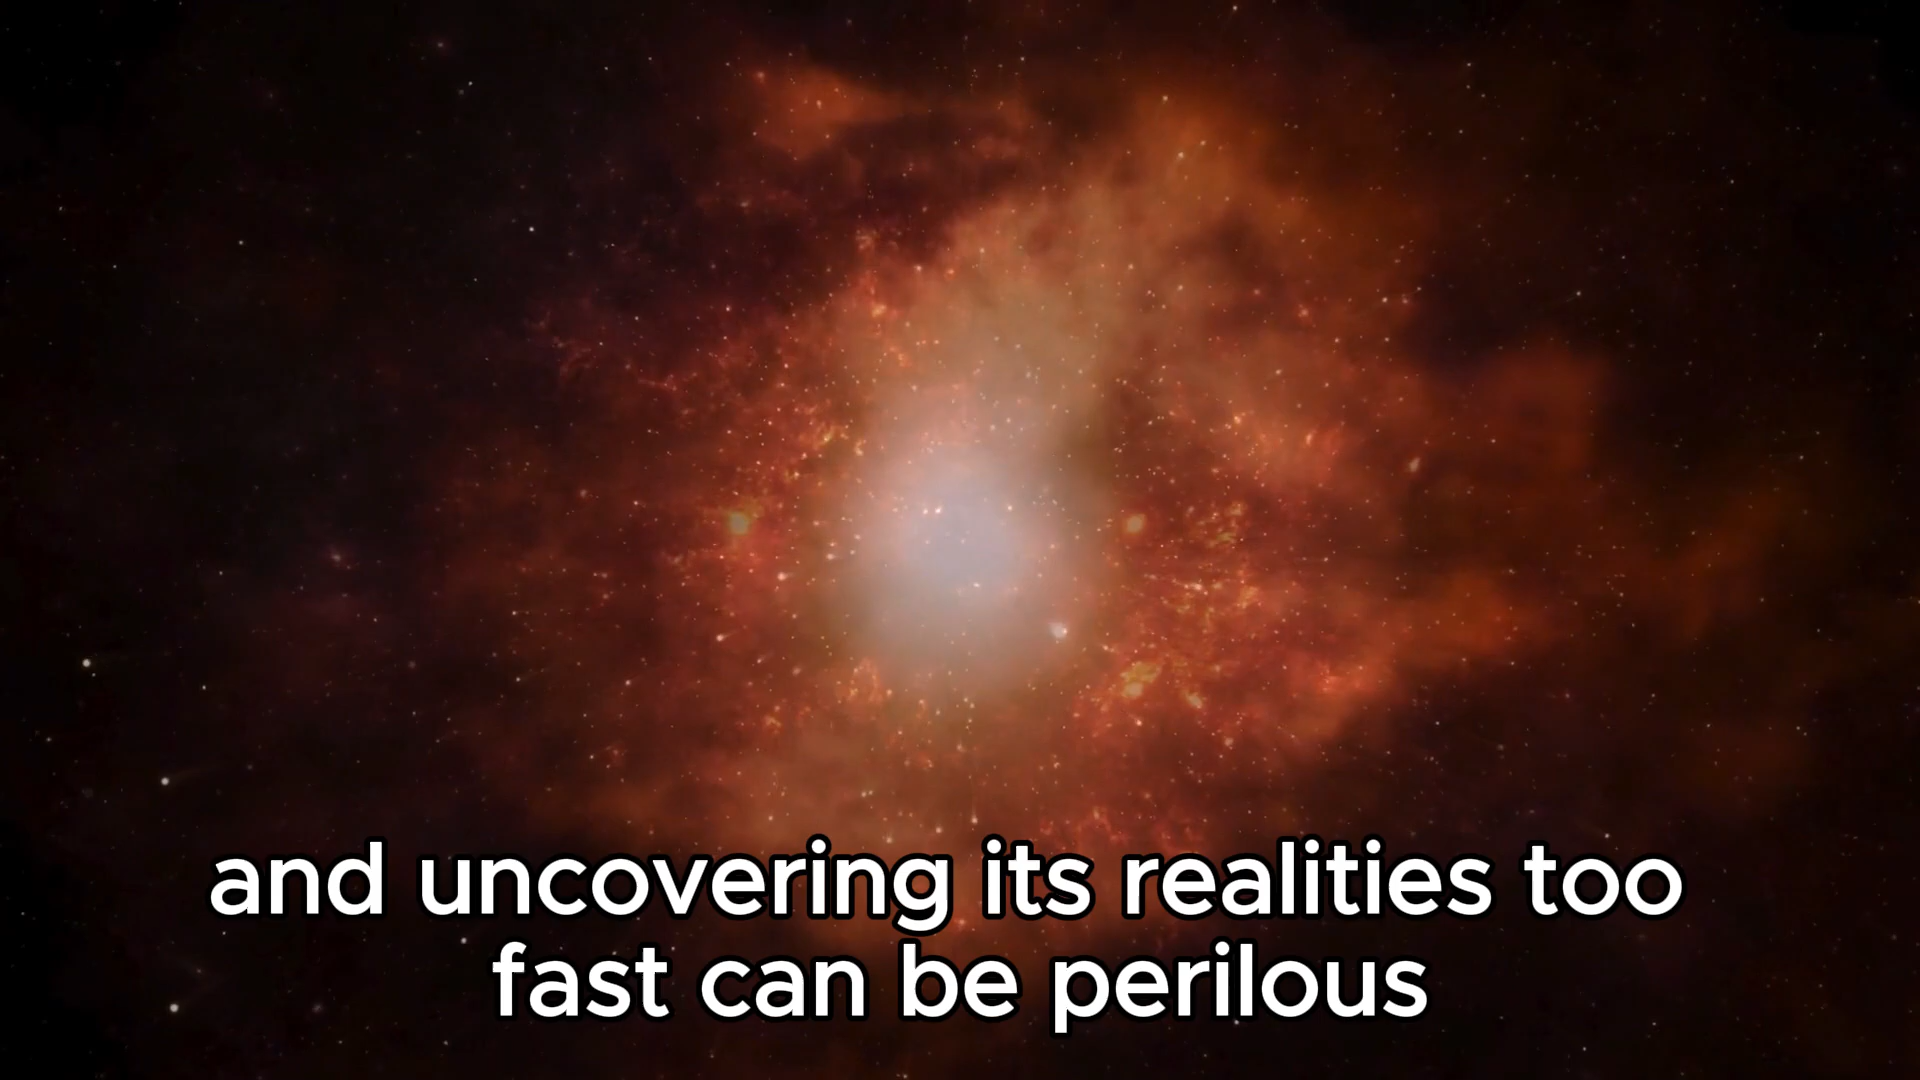 and uncovering its realities too
fast can be perilous